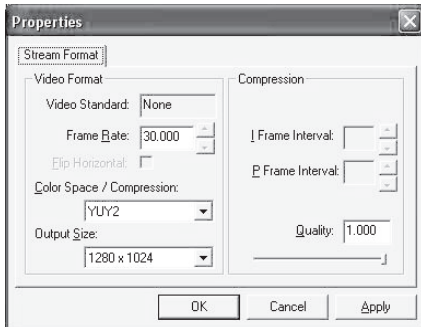 Properties
Stream Format
Video Format
Video Standard: None
Frame Rate: 30.000
Flip Horizontal:
Color Space / Compression:
YUY2
Output Size:
1280 x 1024
Compression
I Frame Interval:
P Frame Interval:
Quality: 1.000
OK Cancel Apply